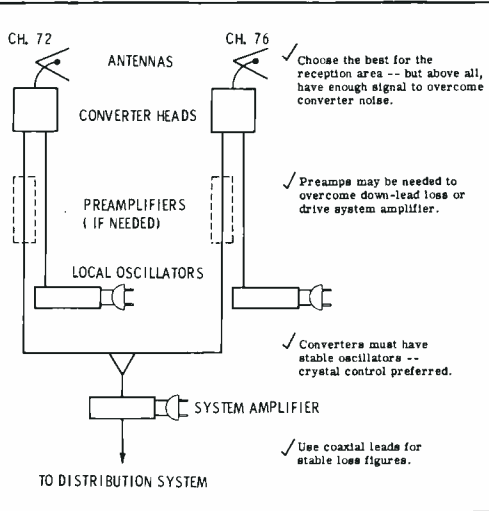 CH. 72
CH. 76
ANTENNAS
✓ Choose the best for the
reception area -- but above all,
have enough signal to overcome
converter noise.
CONVERTER HEADS
PREAMPLIFIERS
( IF NEEDED)
✓ Preamps may be needed to
overcome down-lead loss or
drive system amplifier.
LOCAL OSCILLATORS
✓ Converters must have
stable oscillators --
crystal control preferred.
SYSTEM AMPLIFIER
✓ Use coaxial leads for
stable loss figures.
TO DISTRIBUTION SYSTEM